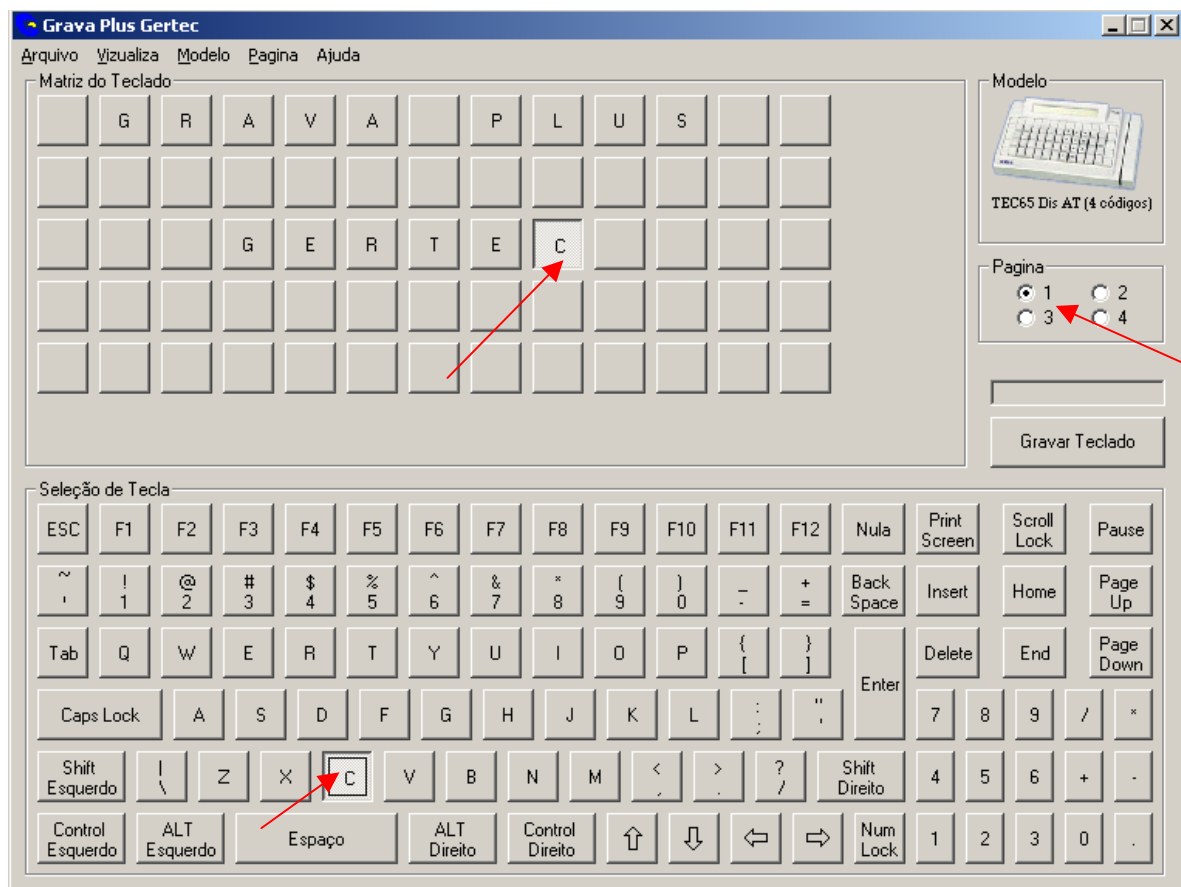 Grava Plus Gertec
Arquivo Vizualiza Modelo Pagina Ajuda
Matriz do Teclado
G R A V A P L U S
G E R T E C
Modelo
TEC65 Dis AT (4 códigos)
Pagina
1 2
3 4
Gravar Teclado
Seleção de Tecla
ESC F1 F2 F3 F4 F5 F6 F7 F8 F9 F10 F11 F12 Nula Print Screen Scroll Lock Pause
~ ! @ # $ % ^ & * ( ) _ +
' 1 2 3 4 5 6 7 8 9 0 - = Back Space Insert Home Page Up
Tab Q W E R T Y U I O P { [ } ] Enter Delete End Page Down
Caps Lock A S D F G H J K L : ; " ' 7 8 9 / *
Shift Esquerdo | \ Z X C V B N M < , > . ? / Shift Direito 4 5 6 + -
Control Esquerdo ALT Esquerdo Espaço ALT Direito Control Direito ⇧ ⇩ ⇦ ⇨ Num Lock 1 2 3 0 .